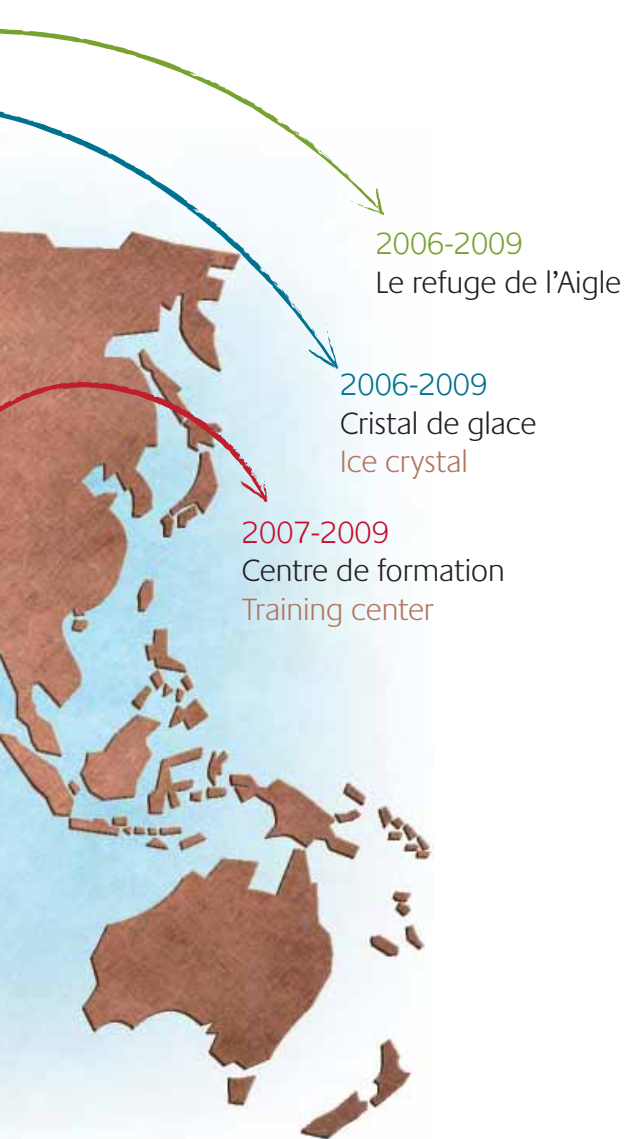 2006-2009
Le refuge de l’Aigle
2006-2009
Cristal de glace
Ice crystal
2007-2009
Centre de formation
Training center